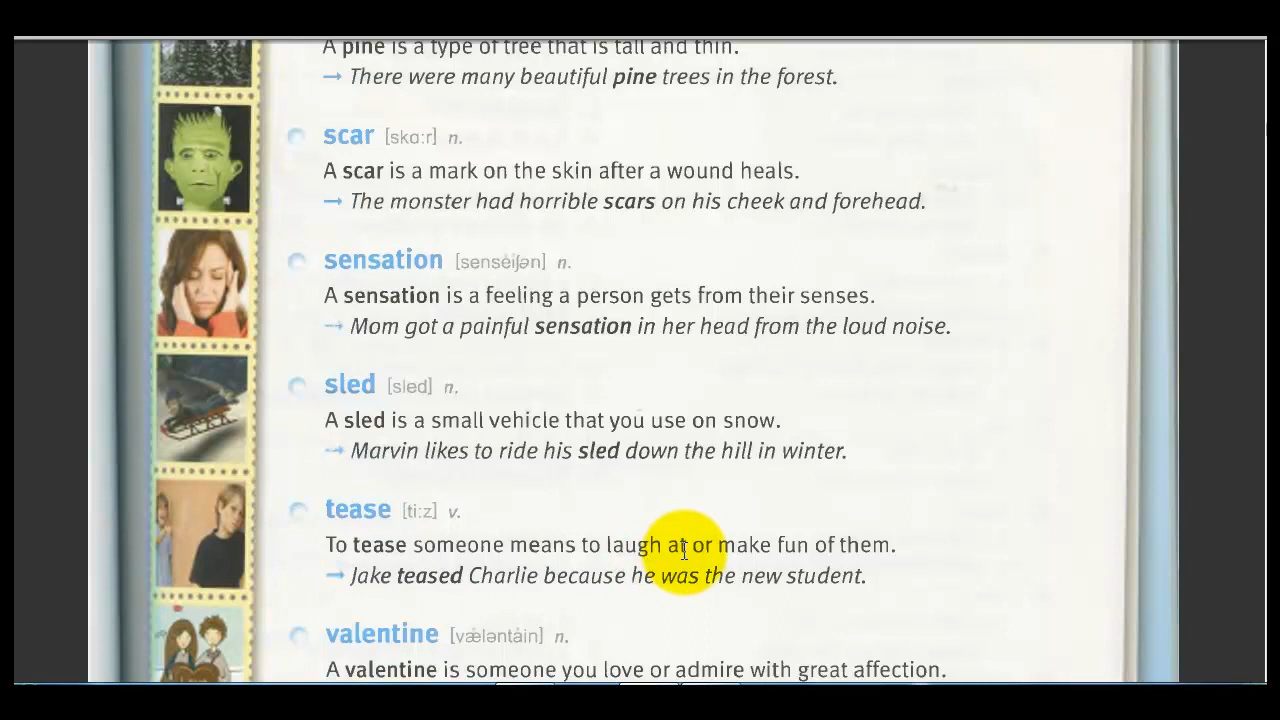 A pine is a type of tree that is tall and thin.
→ There were many beautiful pine trees in the forest.
scar [skɑːr] n.
A scar is a mark on the skin after a wound heals.
→ The monster had horrible scars on his cheek and forehead.
sensation [senséiʃən] n.
A sensation is a feeling a person gets from their senses.
→ Mom got a painful sensation in her head from the loud noise.
sled [sled] n.
A sled is a small vehicle that you use on snow.
→ Marvin likes to ride his sled down the hill in winter.
tease [tiːz] v.
To tease someone means to laugh at or make fun of them.
→ Jake teased Charlie because he was the new student.
valentine [vǽləntàin] n.
A valentine is someone you love or admire with great affection.